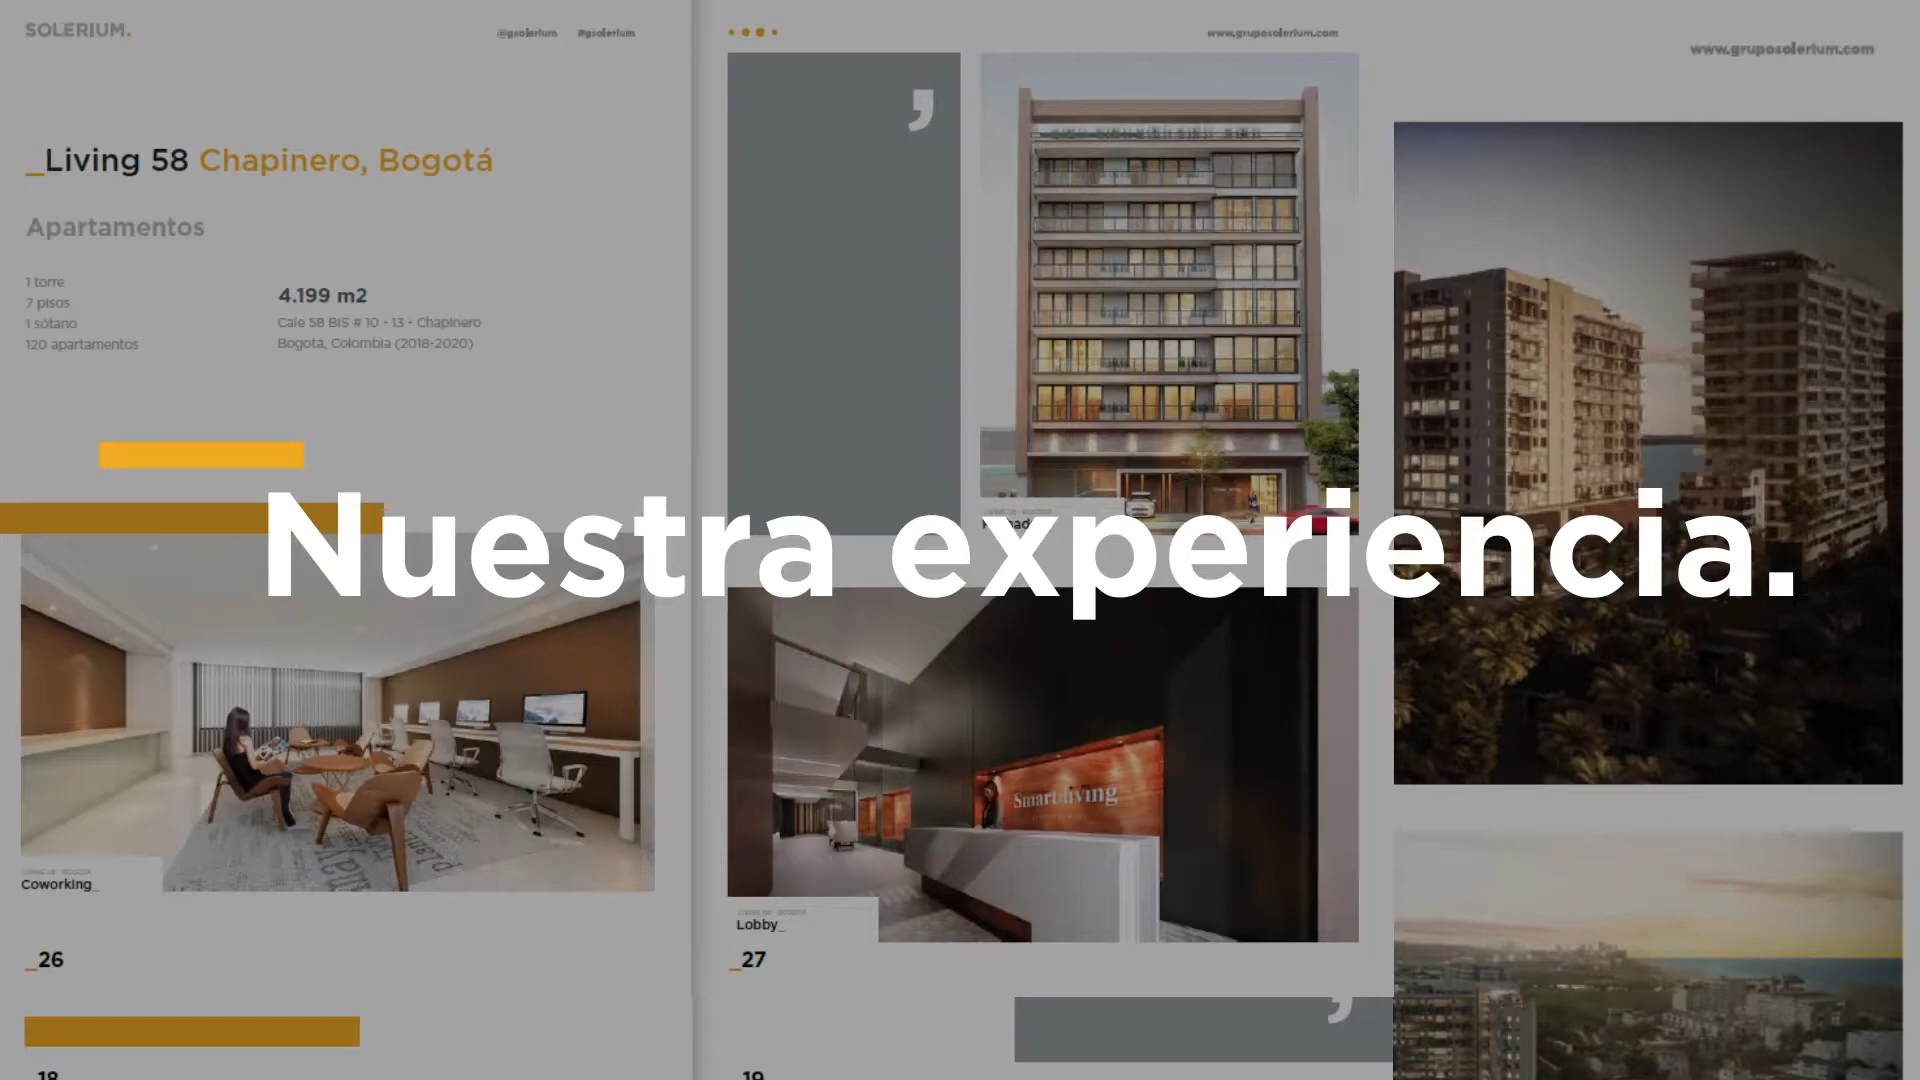 SOLERIUM.
@gsolerium #gsolerium
www.gruposolerium.com
www.gruposolerium.com
_Living 58 Chapinero, Bogotá
Apartamentos
1 torre
7 pisos
1 sótano
120 apartamentos
4.199 m2
Cale 58 BIS # 10 - 13 - Chapinero
Bogotá, Colombia (2018-2020)
Nuestra experiencia.
Smart living
Coworking_
Lobby_
_26
_27
18
19